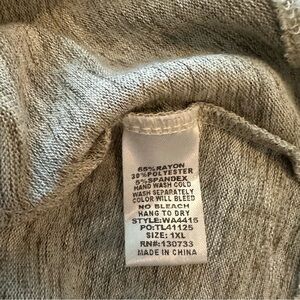 65%RAYON
30%POLYESTER
5%SPANDEX
HAND WASH COLD
WASH SEPARATELY
COLOR WILL BLEED
NO BLEACH
HANG TO DRY
STYLE:WA4415
PO:TL41125
SIZE: 1XL
RN#: 130733
MADE IN CHINA